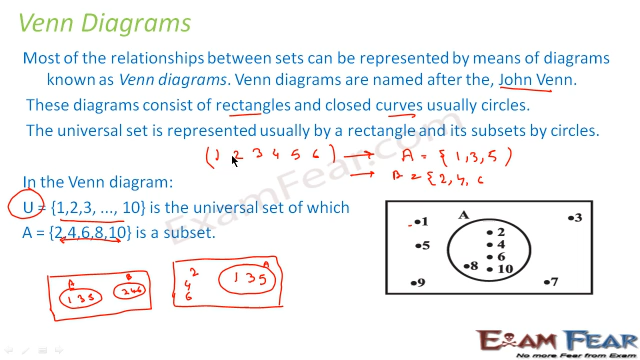 Venn Diagrams
Most of the relationships between sets can be represented by means of diagrams
known as Venn diagrams. Venn diagrams are named after the, John Venn.
These diagrams consist of rectangles and closed curves usually circles.
The universal set is represented usually by a rectangle and its subsets by circles.
(1 2 3 4 5 6) → A = {1,3,5}
→ B = {2,4,6
In the Venn diagram:
U = {1,2,3, ..., 10} is the universal set of which
A = {2,4,6,8,10} is a subset.
A
•1
•3
•2
•5
•4
•6
•8
•10
•9
•7
A B
1 3 5 2 4 6
2
4
6
A
1 3 5
ExamFear.com
EXAM FEAR
No more Fear from Exam